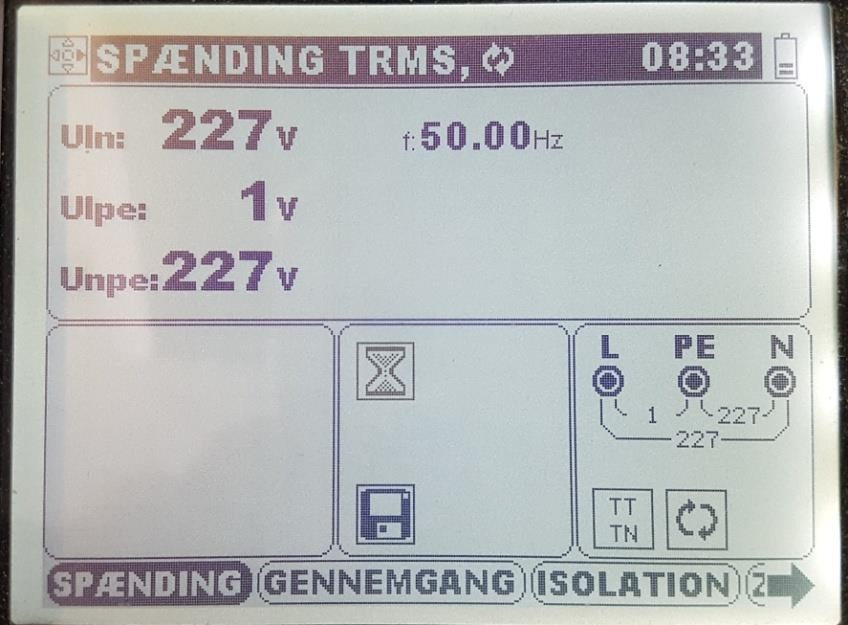 SPÆNDING TRMS, 08:33
Uln: 227V f:50.00Hz
Ulpe: 1V
Unpe:227V
L PE N
1 227
227
TT
TN
SPÆNDING GENNEMGANG ISOLATION Z